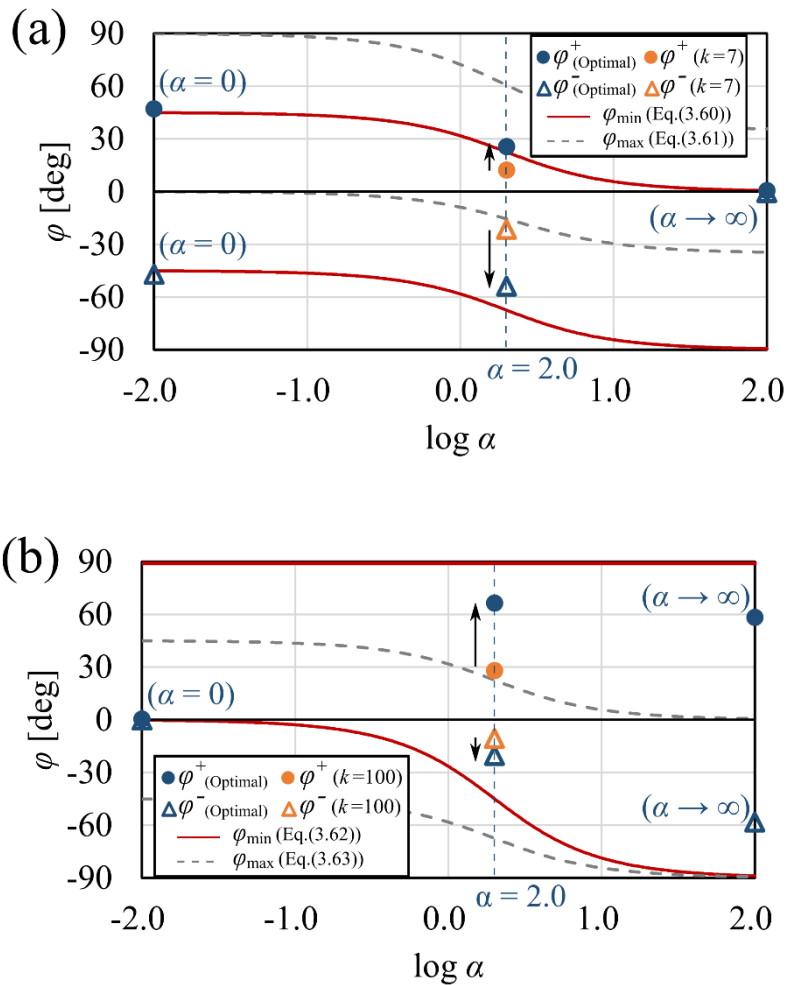 (a)
90
60
30
0
-30
-60
-90
φ [deg]
(α = 0)
(α = 0)
(α → ∞)
φ+(Optimal) φ+ (k=7)
φ-(Optimal) φ- (k=7)
φmin (Eq.(3.60))
φmax (Eq.(3.61))
α = 2.0
-2.0 -1.0 0.0 1.0 2.0
log α
(b)
90
60
30
0
-30
-60
-90
φ [deg]
(α → ∞)
(α = 0)
(α → ∞)
φ+(Optimal) φ+ (k=100)
φ-(Optimal) φ- (k=100)
φmin (Eq.(3.62))
φmax (Eq.(3.63))
α = 2.0
-2.0 -1.0 0.0 1.0 2.0
log α